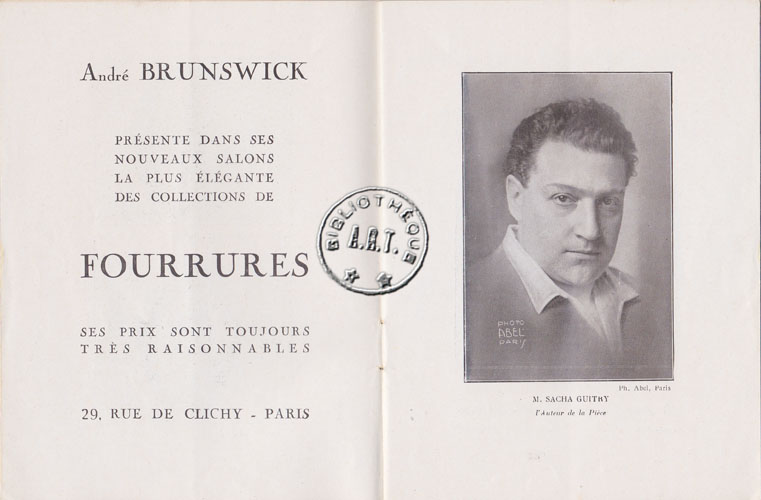 André BRUNSWICK
PRÉSENTE DANS SES
NOUVEAUX SALONS
LA PLUS ÉLÉGANTE
DES COLLECTIONS DE
FOURRURES
SES PRIX SONT TOUJOURS
TRÈS RAISONNABLES
29, RUE DE CLICHY - PARIS
BIBLIOTHÈQUE
A.R.T.
PHOTO
ABEL
PARIS
Ph. Abel, Paris
M. SACHA GUITRY
l'Auteur de la Pièce